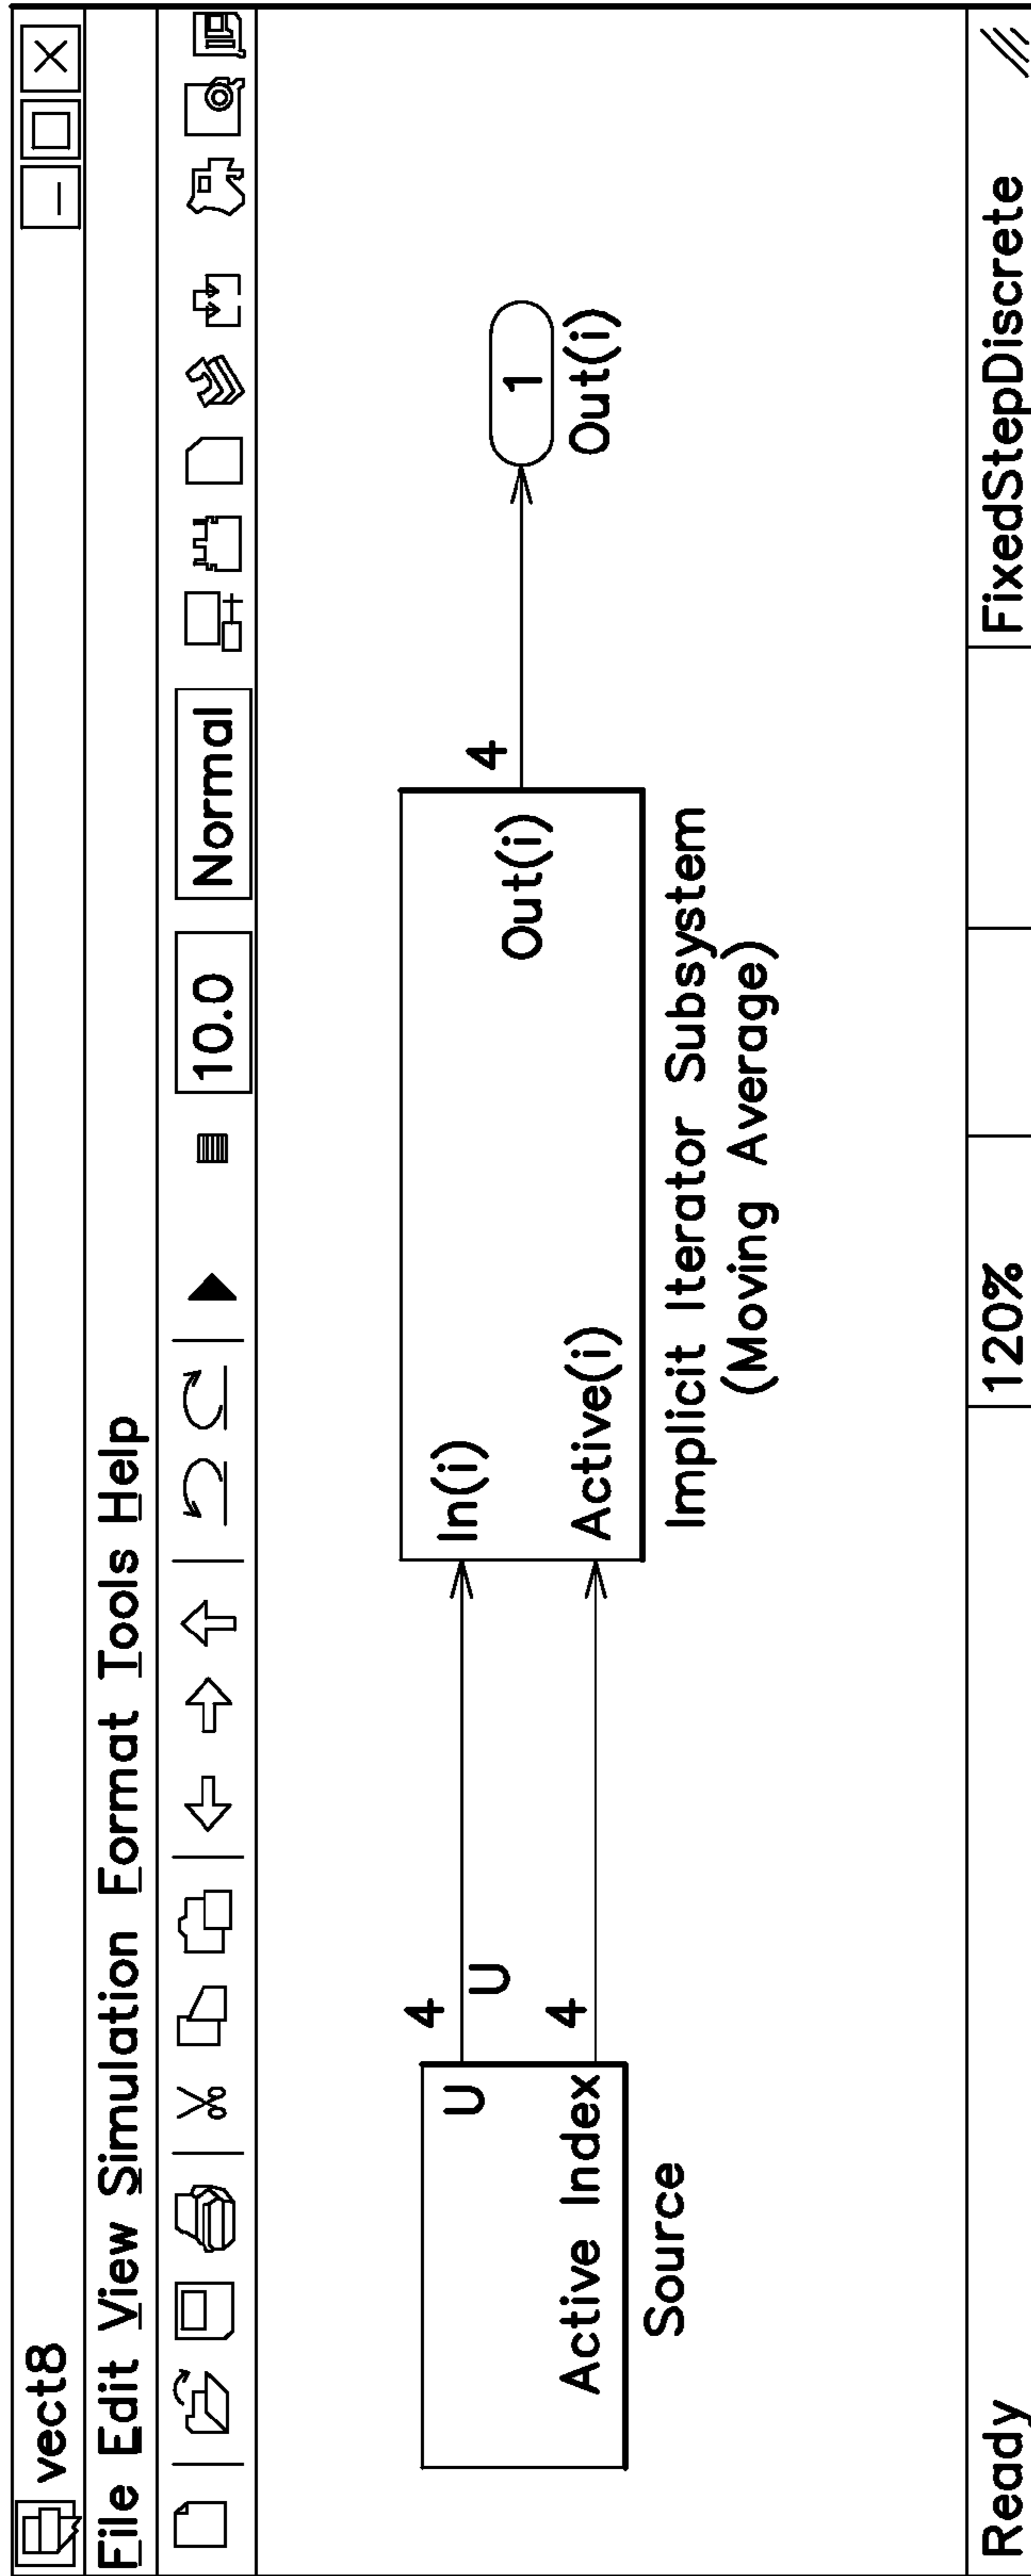 vect8
File Edit View Simulation Format Tools Help
10.0 Normal
4
U In(i)
U
4 4
Out(i) 1
Active Index Active(i)
Out(i)
Source
Implicit Iterator Subsystem
(Moving Average)
Ready 120% FixedStepDiscrete